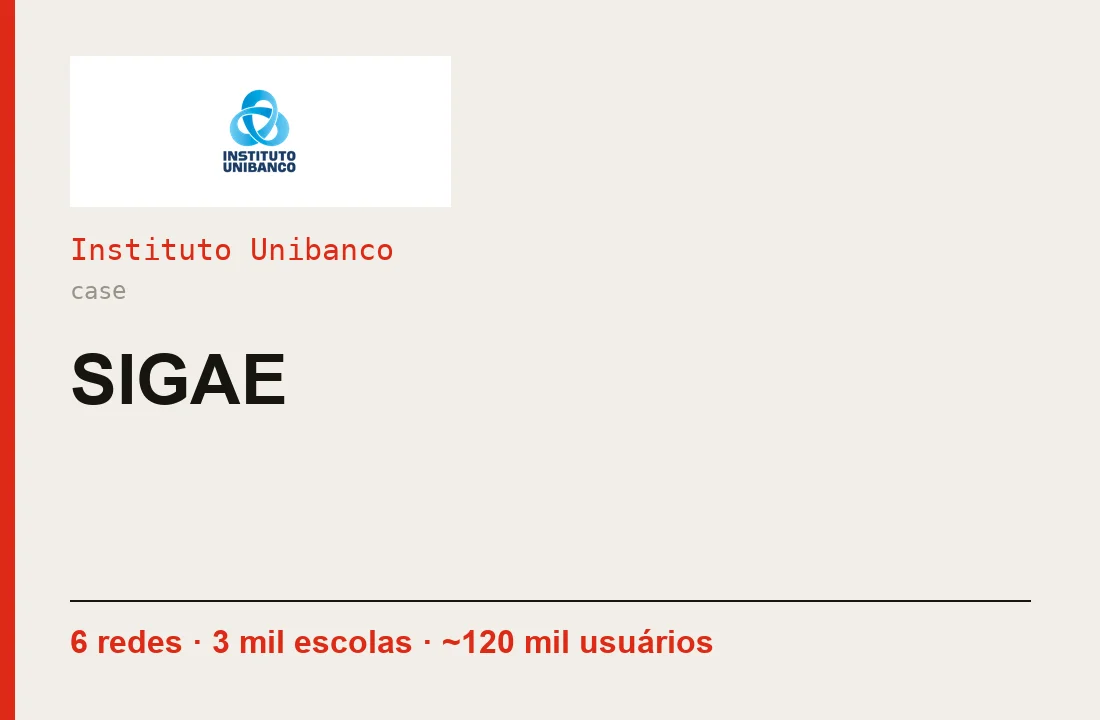 INSTITUTO
UNIBANCO
Instituto Unibanco
case
SIGAE
6 redes · 3 mil escolas · ~120 mil usuários